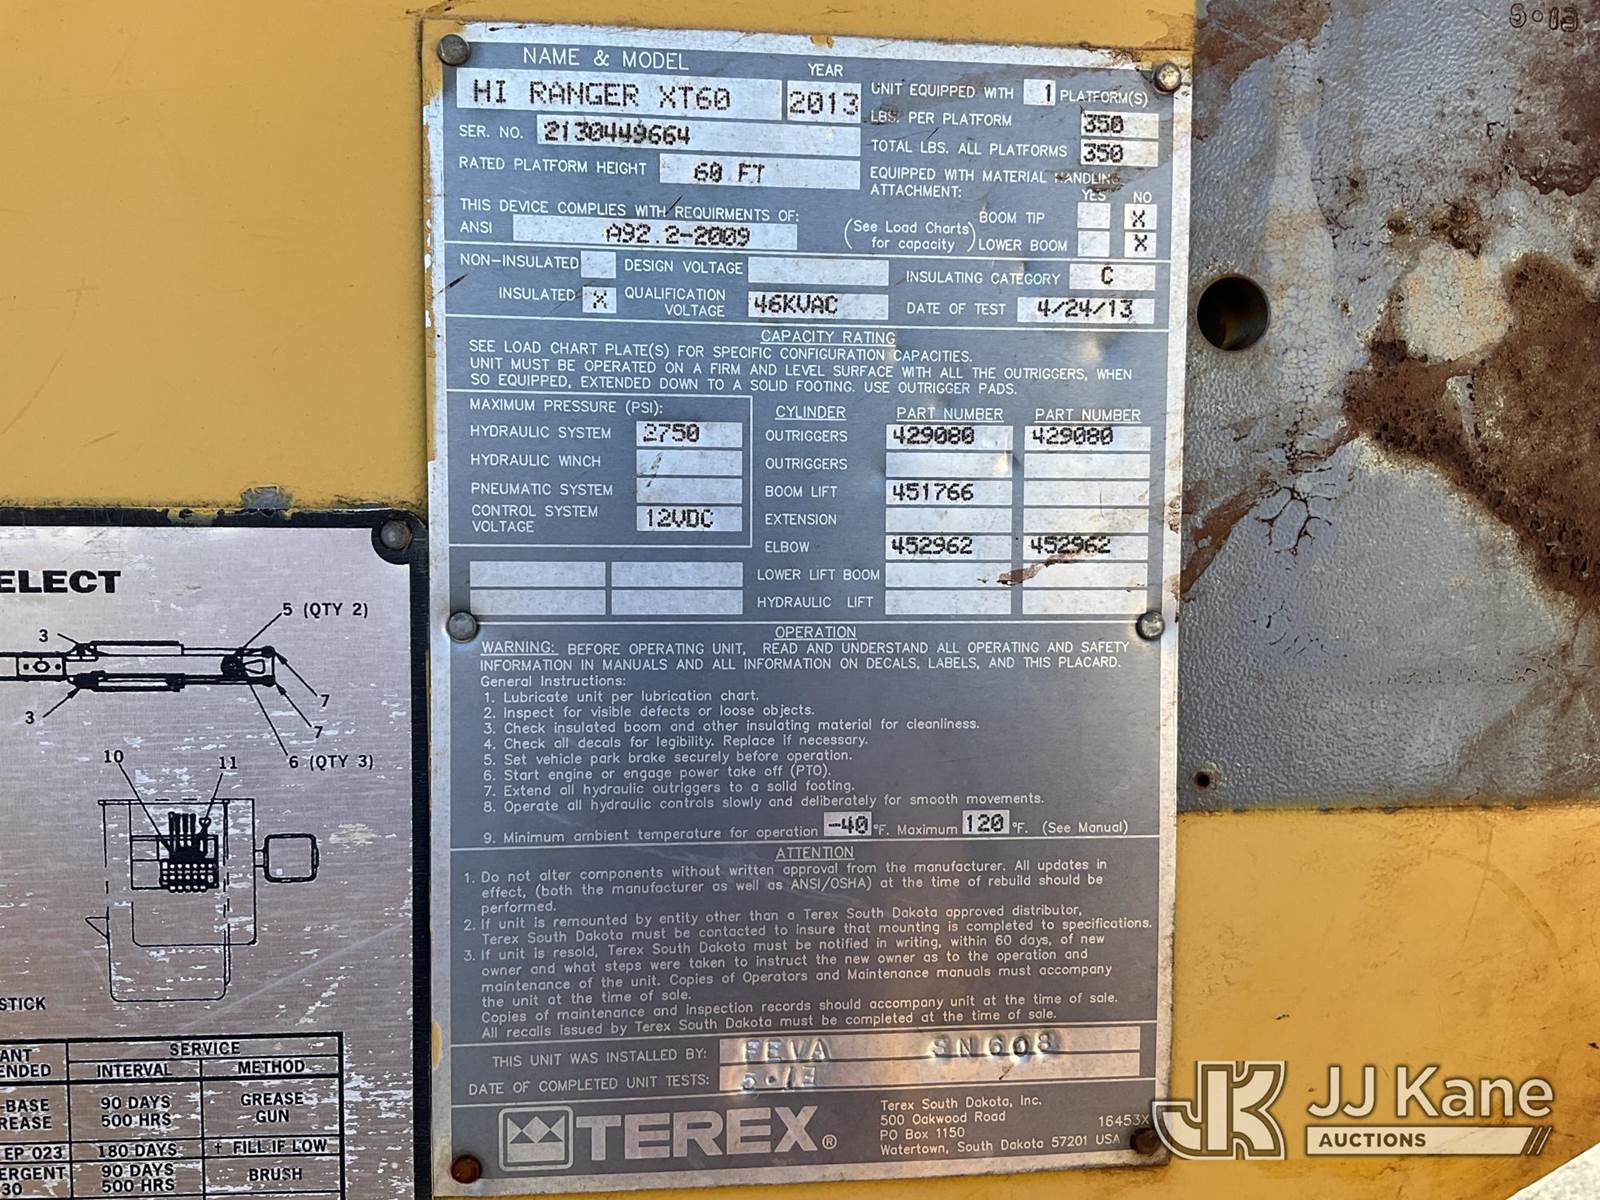 5·13
NAME & MODEL
YEAR
HI RANGER XT60
2013
UNIT EQUIPPED WITH 1 PLATFORM(S)
SER. NO. 2130449664
LBS. PER PLATFORM 350
TOTAL LBS. ALL PLATFORMS 350
RATED PLATFORM HEIGHT 60 FT
EQUIPPED WITH MATERIAL HANDLING
ATTACHMENT: YES NO
THIS DEVICE COMPLIES WITH REQUIRMENTS OF:
ANSI A92.2-2009
(See Load Charts for capacity)
BOOM TIP X
LOWER BOOM X
NON-INSULATED
DESIGN VOLTAGE
INSULATING CATEGORY C
INSULATED X
QUALIFICATION VOLTAGE 46KVAC
DATE OF TEST 4/24/13
CAPACITY RATING
SEE LOAD CHART PLATE(S) FOR SPECIFIC CONFIGURATION CAPACITIES.
UNIT MUST BE OPERATED ON A FIRM AND LEVEL SURFACE WITH ALL THE OUTRIGGERS, WHEN
SO EQUIPPED, EXTENDED DOWN TO A SOLID FOOTING. USE OUTRIGGER PADS.
MAXIMUM PRESSURE (PSI):
HYDRAULIC SYSTEM 2750
HYDRAULIC WINCH
PNEUMATIC SYSTEM
CONTROL SYSTEM
VOLTAGE 12VDC
CYLINDER PART NUMBER PART NUMBER
OUTRIGGERS 429080 429080
OUTRIGGERS
BOOM LIFT 451766
EXTENSION
ELBOW 452962 452962
LOWER LIFT BOOM
HYDRAULIC LIFT
OPERATION
WARNING: BEFORE OPERATING UNIT, READ AND UNDERSTAND ALL OPERATING AND SAFETY
INFORMATION IN MANUALS AND ALL INFORMATION ON DECALS, LABELS, AND THIS PLACARD.
General Instructions:
1. Lubricate unit per lubrication chart.
2. Inspect for visible defects or loose objects.
3. Check insulated boom and other insulating material for cleanliness.
4. Check all decals for legibility. Replace if necessary.
5. Set vehicle park brake securely before operation.
6. Start engine or engage power take off (PTO).
7. Extend all hydraulic outriggers to a solid footing.
8. Operate all hydraulic controls slowly and deliberately for smooth movements.
9. Minimum ambient temperature for operation -40 °F. Maximum 120 °F. (See Manual)
ATTENTION
1. Do not alter components without written approval from the manufacturer. All updates in
effect, (both the manufacturer as well as ANSI/OSHA) at the time of rebuild should be
performed.
2. If unit is remounted by entity other than a Terex South Dakota approved distributor,
Terex South Dakota must be contacted to insure that mounting is completed to specifications.
3. If unit is resold, Terex South Dakota must be notified in writing, within 60 days, of new
owner and what steps were taken to instruct the new owner as to the operation and
maintenance of the unit. Copies of Operators and Maintenance manuals must accompany
the unit at the time of sale.
Copies of maintenance and inspection records should accompany unit at the time of sale.
All recalls issued by Terex South Dakota must be completed at the time of sale.
THIS UNIT WAS INSTALLED BY: FEVA SN608
DATE OF COMPLETED UNIT TESTS: 5·13
TEREX®
Terex South Dakota, Inc.
500 Oakwood Road
PO Box 1150
Watertown, South Dakota 57201 USA
16453X
ELECT
5 (QTY 2)
3
7
3
7
6 (QTY 3)
10
11
STICK
ANT
ENDED
SERVICE
INTERVAL METHOD
-BASE
REASE
90 DAYS
500 HRS
GREASE
GUN
EP 023 180 DAYS † FILL IF LOW
ERGENT
30
90 DAYS
500 HRS
BRUSH
JK
JJ Kane
AUCTIONS